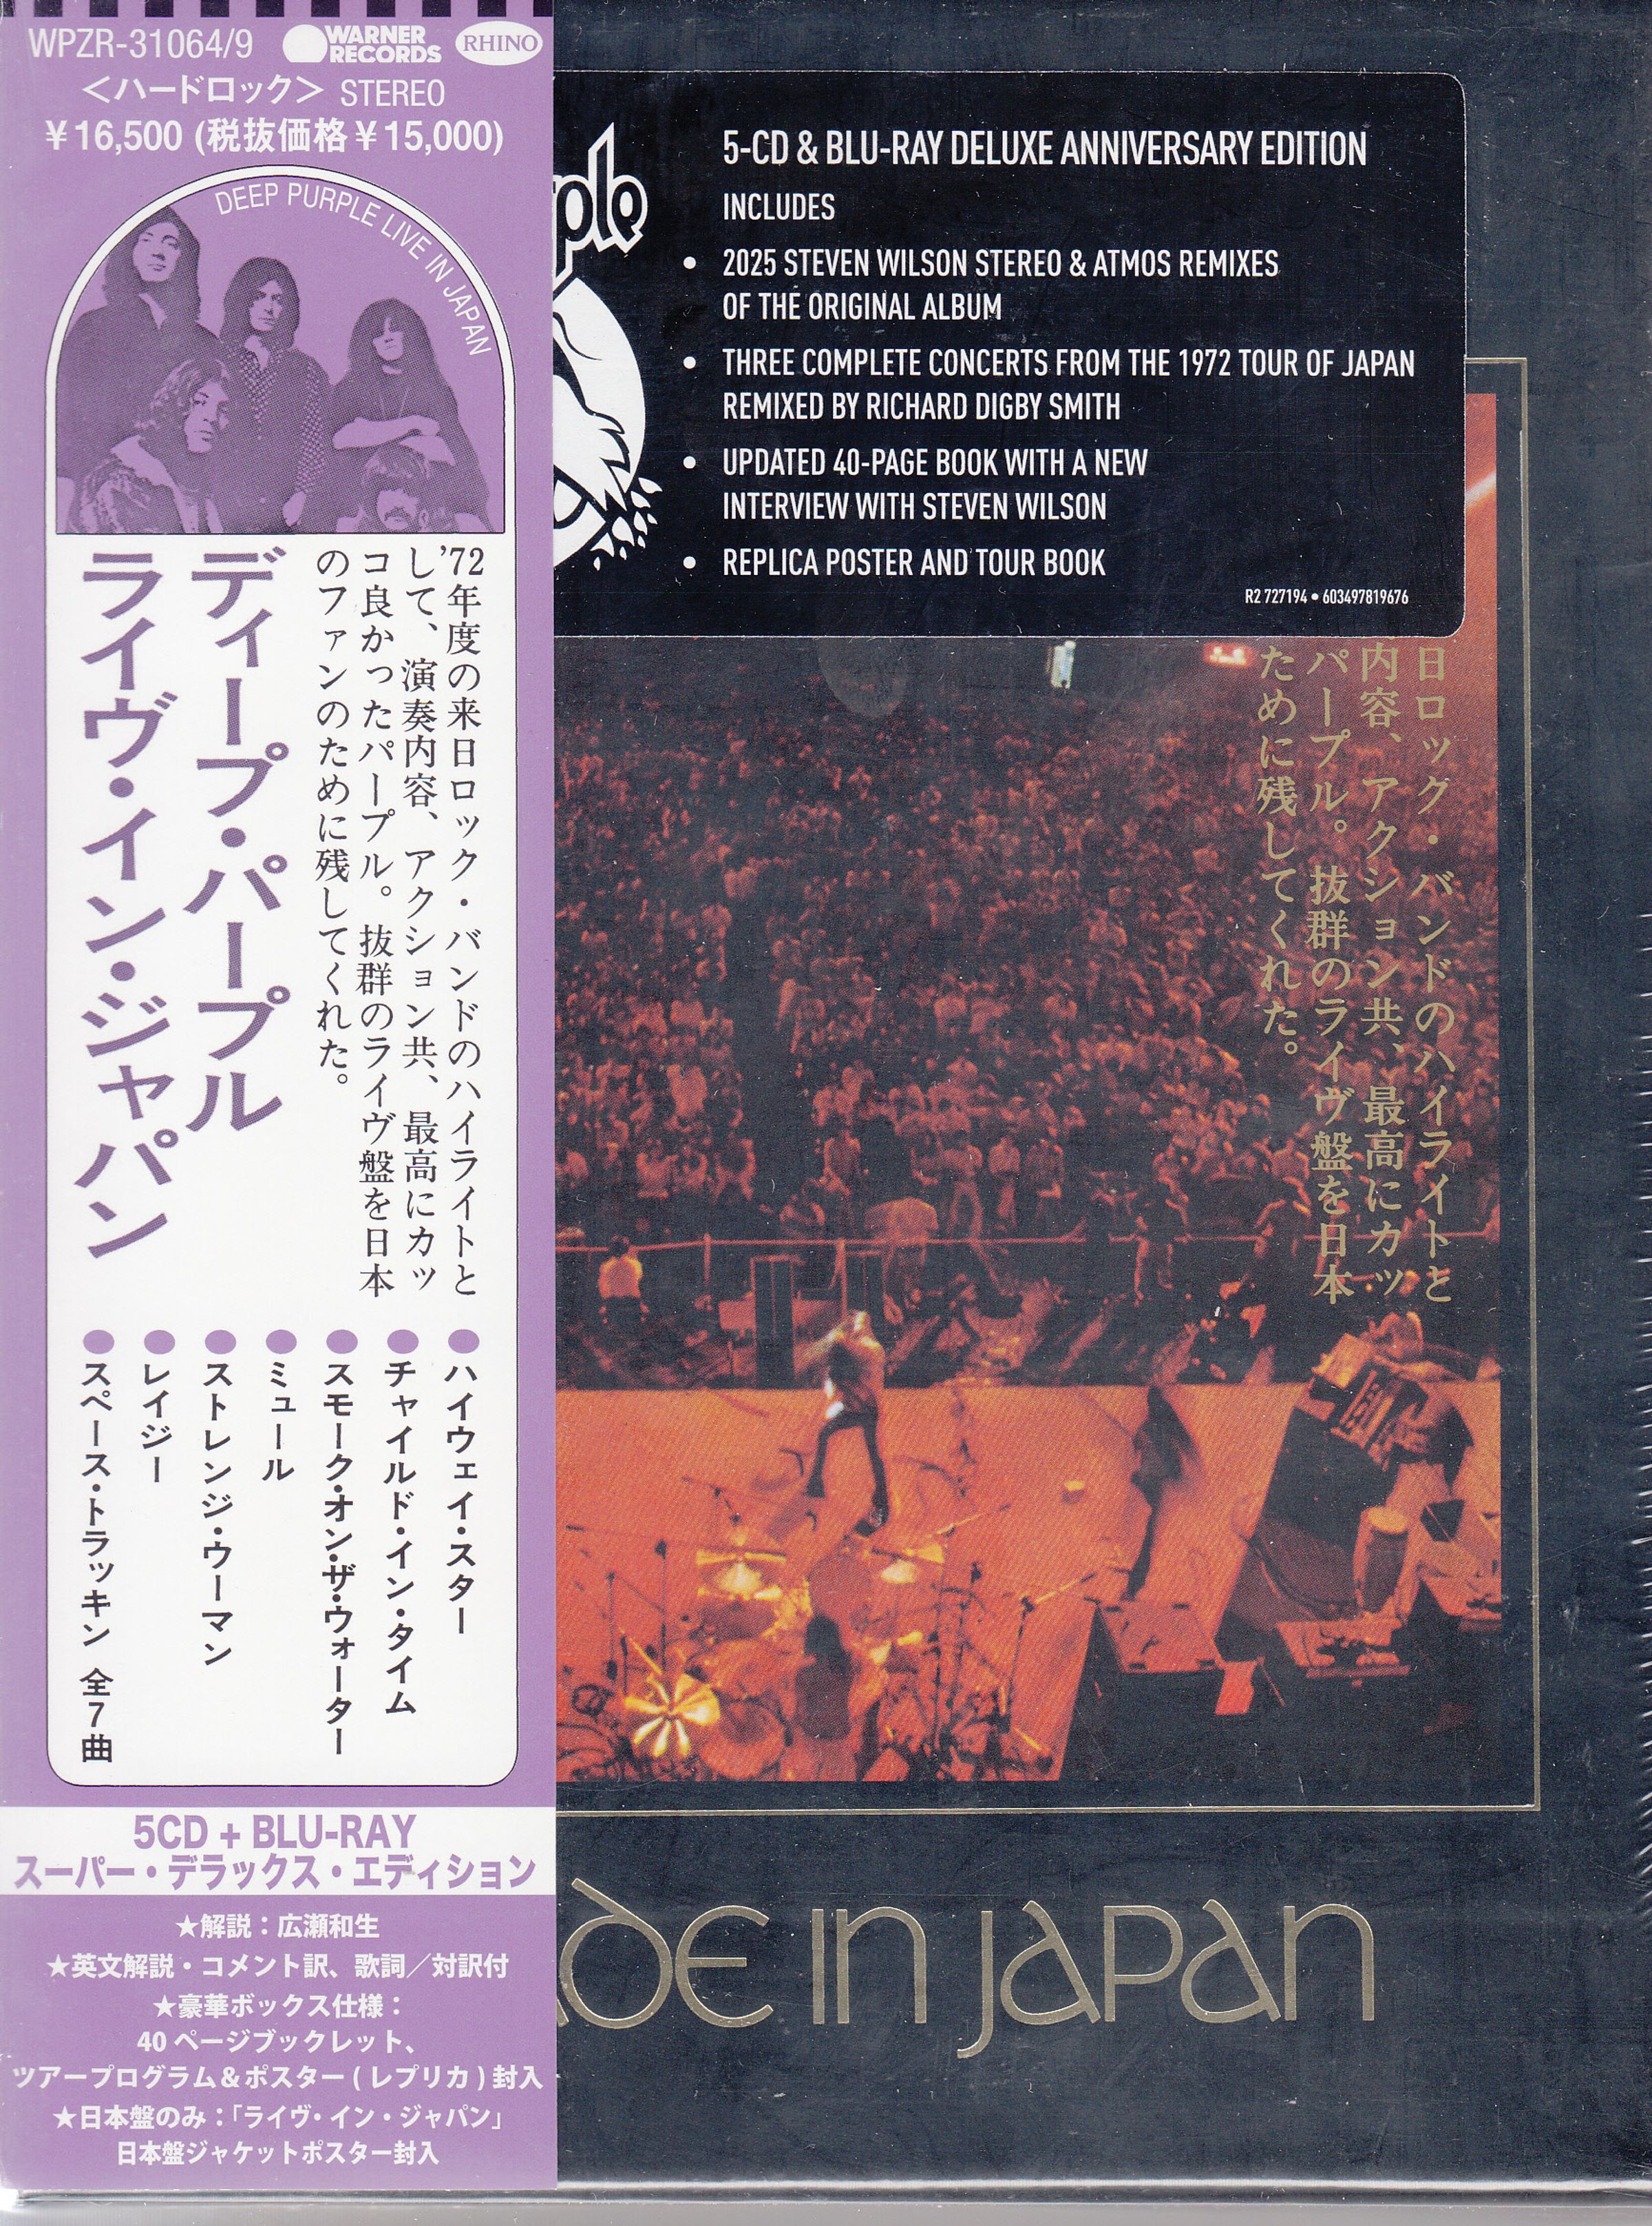 WPZR-31064/9
WARNER
RECORDS
RHINO
＜ハードロック＞ STEREO
￥16,500 (税抜価格￥15,000)
DEEP PURPLE LIVE IN JAPAN
'72年度の来日ロック・バンドのハイライトと
して、演奏内容、アクション共、最高にカッ
コ良かったパープル。抜群のライヴ盤を日本
のファンのために残してくれた。
ディープ・パープル
ライヴ・イン・ジャパン
●ハイウェイ・スター
●チャイルド・イン・タイム
●スモーク・オン・ザ・ウォーター
●ミュール
●ストレンジ・ウーマン
●レイジー
●スペース・トラッキン 全7曲
5CD + BLU-RAY
スーパー・デラックス・エディション
★解説：広瀬和生
★英文解説・コメント訳、歌詞／対訳付
★豪華ボックス仕様：
40ページブックレット、
ツアープログラム＆ポスター(レプリカ)封入
★日本盤のみ：「ライヴ・イン・ジャパン」
日本盤ジャケットポスター封入
5-CD & BLU-RAY DELUXE ANNIVERSARY EDITION
INCLUDES
• 2025 STEVEN WILSON STEREO & ATMOS REMIXES
OF THE ORIGINAL ALBUM
• THREE COMPLETE CONCERTS FROM THE 1972 TOUR OF JAPAN
REMIXED BY RICHARD DIGBY SMITH
• UPDATED 40-PAGE BOOK WITH A NEW
INTERVIEW WITH STEVEN WILSON
• REPLICA POSTER AND TOUR BOOK
R2 727194 • 603497819676
日ロック・バンドのハイライトと
内容、アクション共、最高にカッ
パープル。抜群のライヴ盤を日本
ために残してくれた。
IN JAPAN